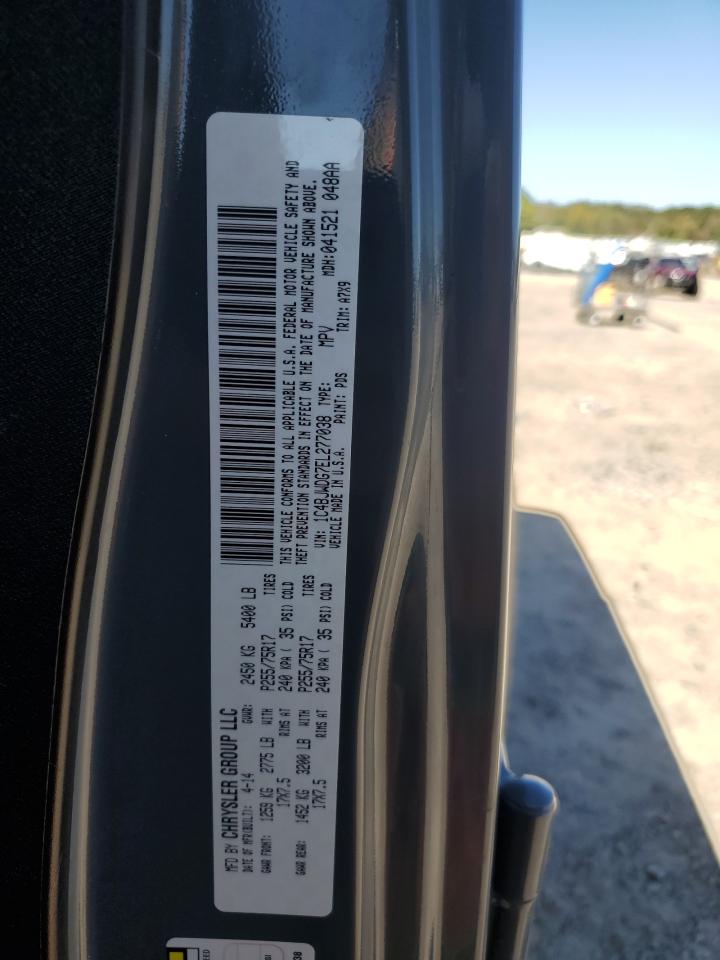 MFD BY CHRYSLER GROUP LLC
DATE OF MFR(BUILT): 4-14 GVWR: 2450 KG 5400 LB
GAWR FRONT: 1259 KG 2775 LB WITH P255/75R17 TIRES
17X7.5 RIMS AT 240 KPA ( 35 PSI) COLD
GAWR REAR: 1452 KG 3200 LB WITH P255/75R17 TIRES
17X7.5 RIMS AT 240 KPA ( 35 PSI) COLD
THIS VEHICLE CONFORMS TO ALL APPLICABLE U.S.A. FEDERAL MOTOR VEHICLE SAFETY AND
THEFT PREVENTION STANDARDS IN EFFECT ON THE DATE OF MANUFACTURE SHOWN ABOVE.
VIN: 1C4BJWDG7EL277038 TYPE: MPV MDH:041521 048AA
VEHICLE MADE IN U.S.A. PAINT: PDS TRIM: A7X9
38